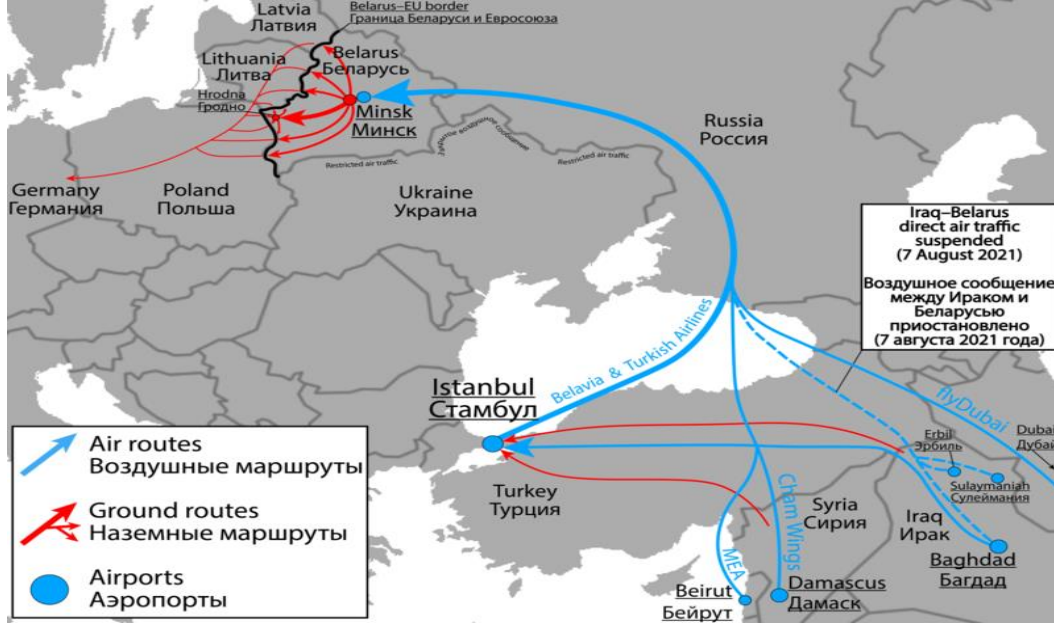 Latvia
Латвия
Belarus–EU border
Граница Беларуси и Евросоюза
Lithuania
Литва
Belarus
Беларусь
Hrodna
Гродно
Minsk
Минск
Russia
Россия
Restricted air traffic
воздушное сообщение
Restricted air traffic
Germany
Германия
Poland
Польша
Ukraine
Украина
Iraq–Belarus
direct air traffic
suspended
(7 August 2021)
Воздушное сообщение
между Ираком и
Беларусью
приостановлено
(7 августа 2021 года)
Belavia & Turkish Airlines
Istanbul
Стамбул
flyDubai
Erbil
Эрбиль
Dubai
Дубай
Sulaymaniah
Сулеймания
Turkey
Турция
Cham Wings
MEA
Syria
Сирия
Iraq
Ирак
Baghdad
Багдад
Beirut
Бейрут
Damascus
Дамаск
Air routes
Воздушные маршруты
Ground routes
Наземные маршруты
Airports
Аэропорты